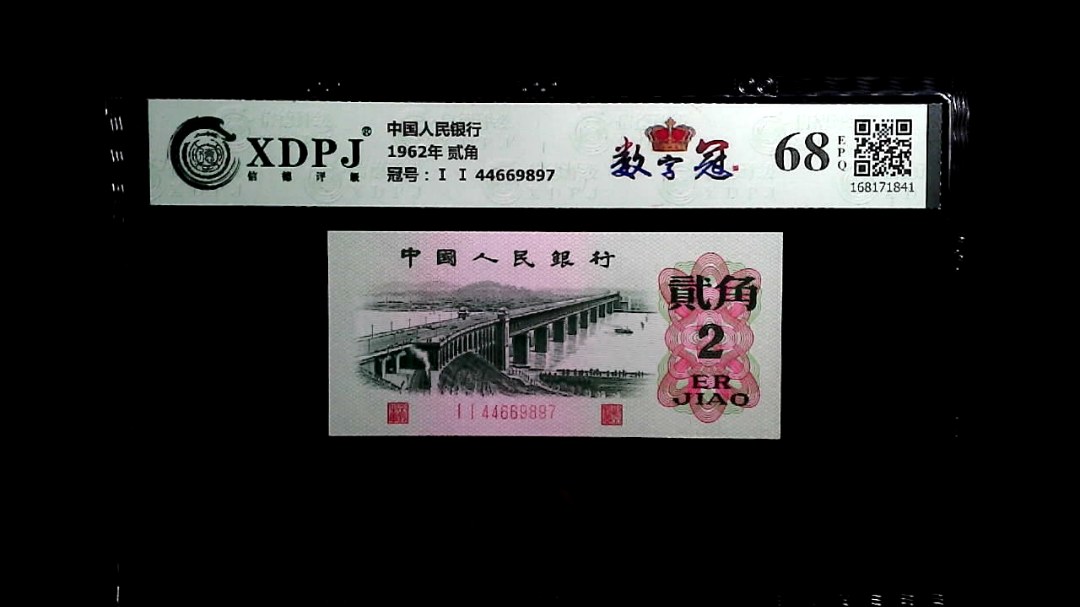 XDPJ®
信德评级
中国人民银行
1962年 贰角
冠号：ⅠⅠ 44669897
数字冠
68
EPQ
168171841
中國人民銀行
貳角
2
ER
JIAO
ⅠⅠ44669897